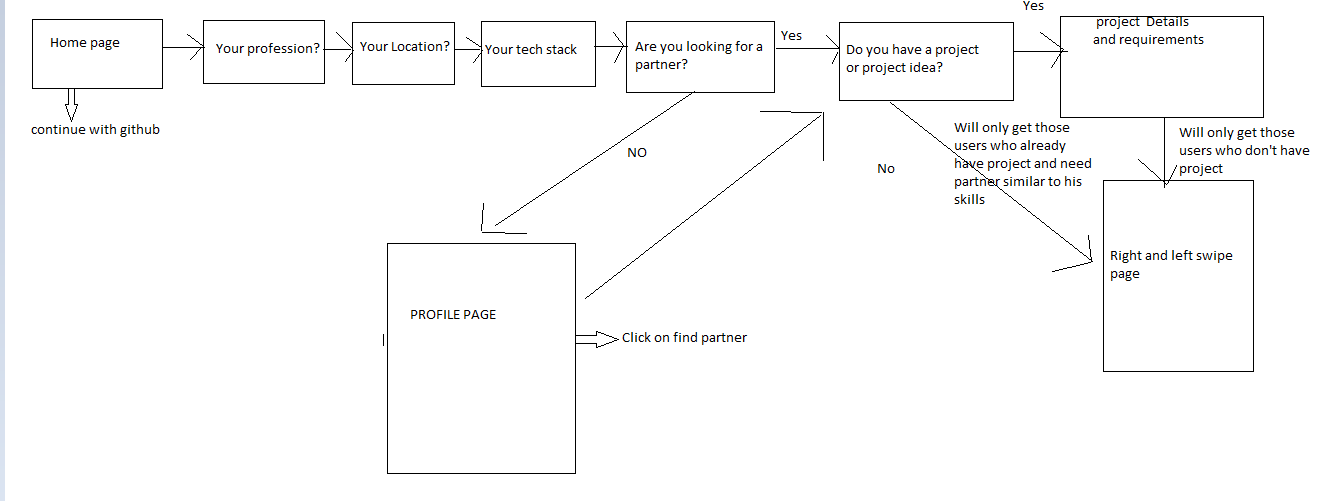 Home page
continue with github
Your profession?
Your Location?
Your tech stack
Are you looking for a
partner?
Yes
NO
Do you have a project
or project idea?
Yes
project Details
and requirements
No
Will only get those
users who already
have project and need
partner similar to his
skills
Will only get those
users who don't have
project
Right and left swipe
page
PROFILE PAGE
Click on find partner